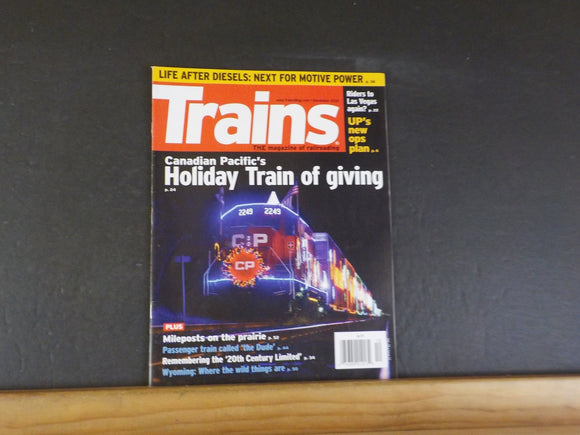 LIFE AFTER DIESELS: NEXT FOR MOTIVE POWER
Trains
THE magazine of railroading
Riders to
Las Vegas
again?
UP's
new
ops
plan
Canadian Pacific's
Holiday Train of giving
p. 24
2249 2249
CP
CP
PLUS
Mileposts on the prairie
Passenger train called 'the Dude'
Remembering the '20th Century Limited' p. 54
Wyoming: Where the wild things are